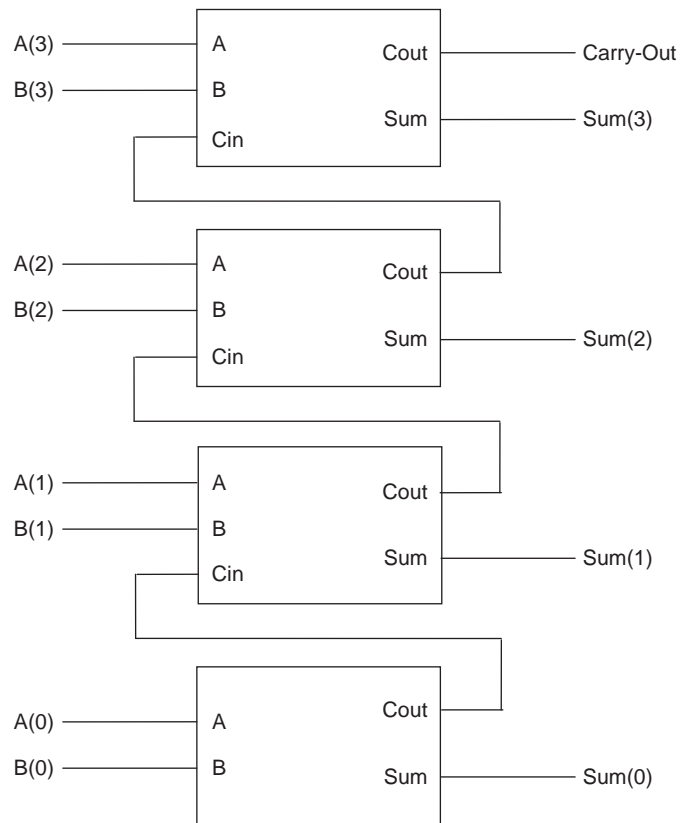 A(3) A Cout Carry-Out
B(3) B Sum Sum(3)
Cin
A(2) A Cout
B(2) B Sum Sum(2)
Cin
A(1) A Cout
B(1) B Sum Sum(1)
Cin
A(0) A Cout
B(0) B Sum Sum(0)